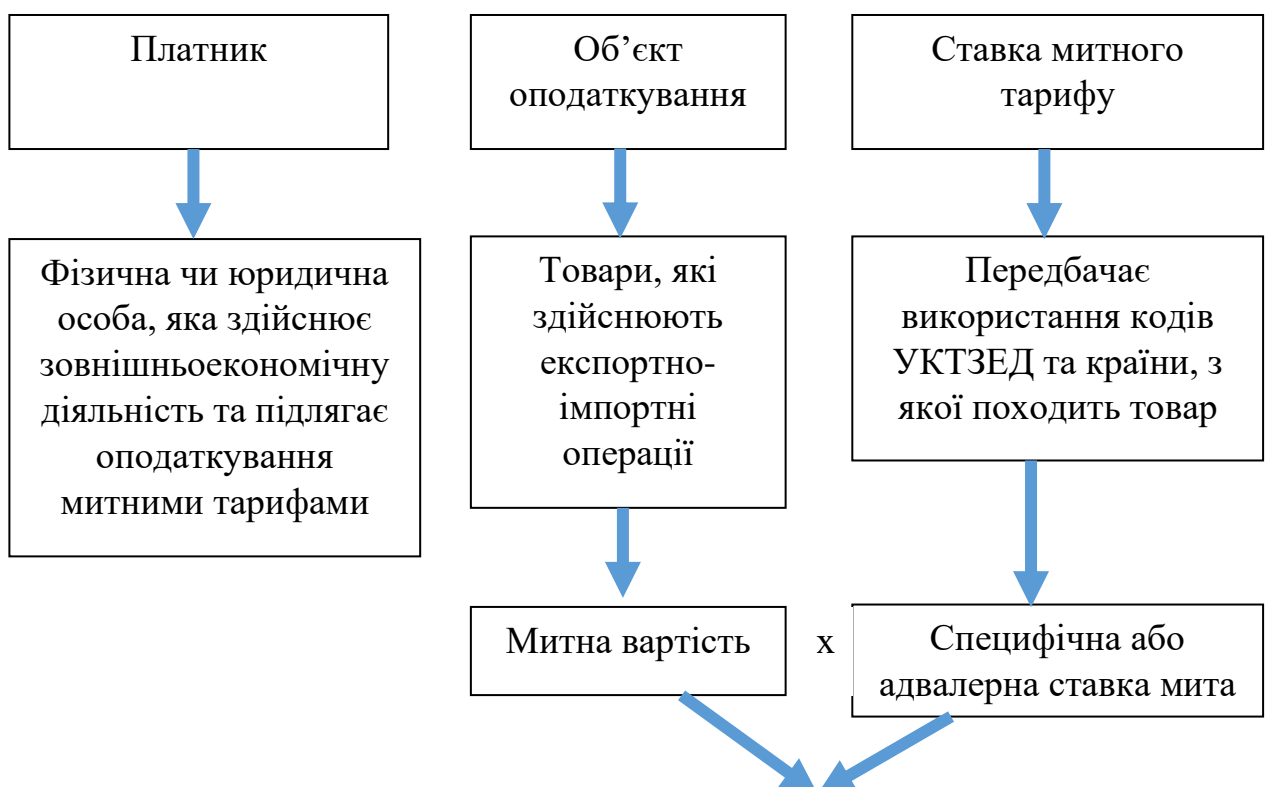 Платник
Об’єкт
оподаткування
Ставка митного
тарифу
Фізична чи юридична
особа, яка здійснює
зовнішньоекономічну
діяльність та підлягає
оподаткування
митними тарифами
Товари, які
здійснюють
експортно-
імпортні
операції
Передбачає
використання кодів
УКТЗЕД та країни, з
якої походить товар
Митна вартість
х
Специфічна або
адвалерна ставка мита